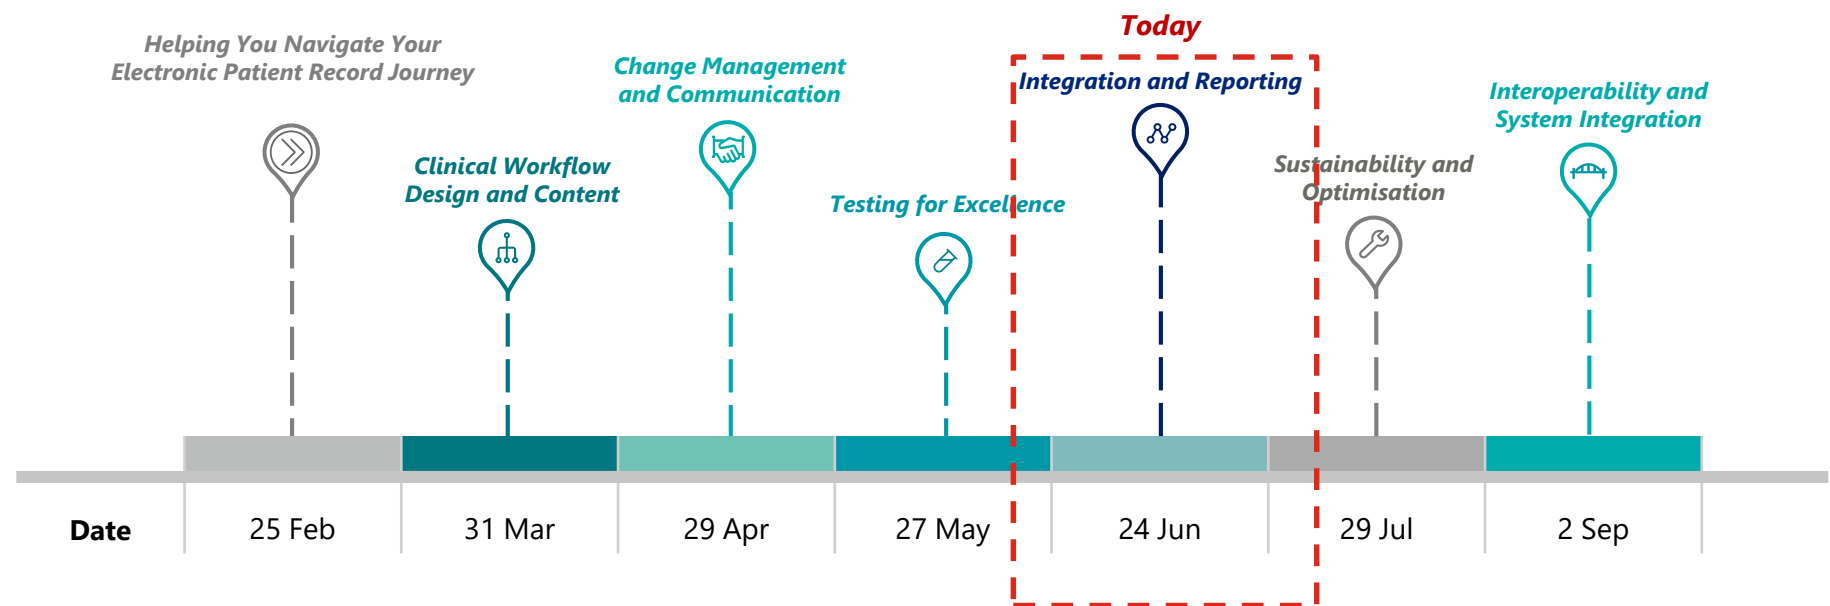 Today
Helping You Navigate Your
Electronic Patient Record Journey
Clinical Workflow
Design and Content
Change Management
and Communication
Testing for Excellence
Integration and Reporting
Sustainability and
Optimisation
Interoperability and
System Integration
Date
25 Feb
31 Mar
29 Apr
27 May
24 Jun
29 Jul
2 Sep